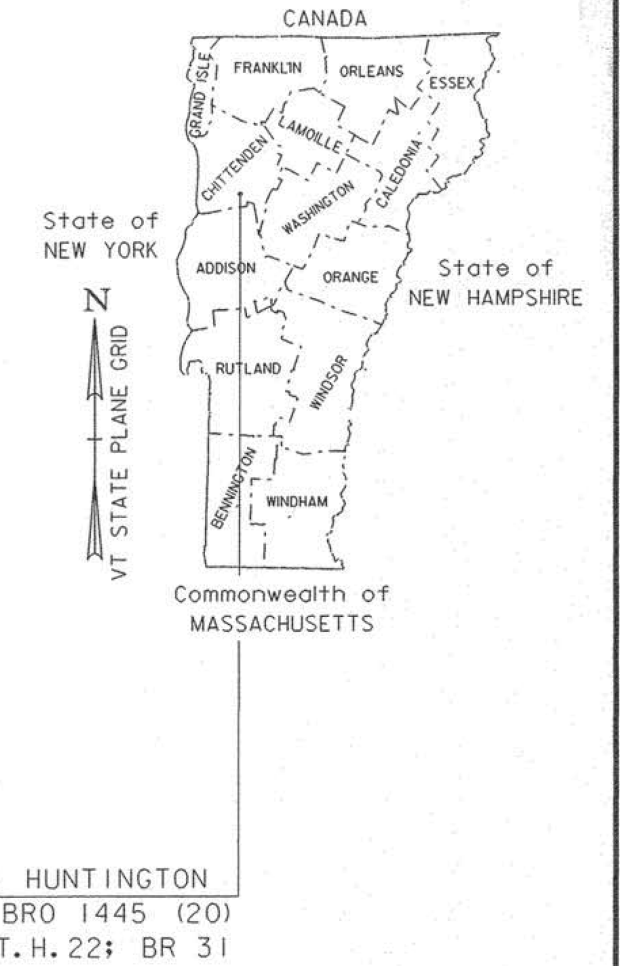 CANADA
GRAND ISLE
FRANKLIN
ORLEANS
ESSEX
LAMOILLE
CHITTENDEN
CALEDONIA
WASHINGTON
State of
NEW YORK
ADDISON
ORANGE
State of
NEW HAMPSHIRE
N
VT STATE PLANE GRID
RUTLAND
WINDSOR
BENNINGTON
WINDHAM
Commonwealth of
MASSACHUSETTS
HUNTINGTON
BRO 1445 (20)
T.H. 22; BR 31